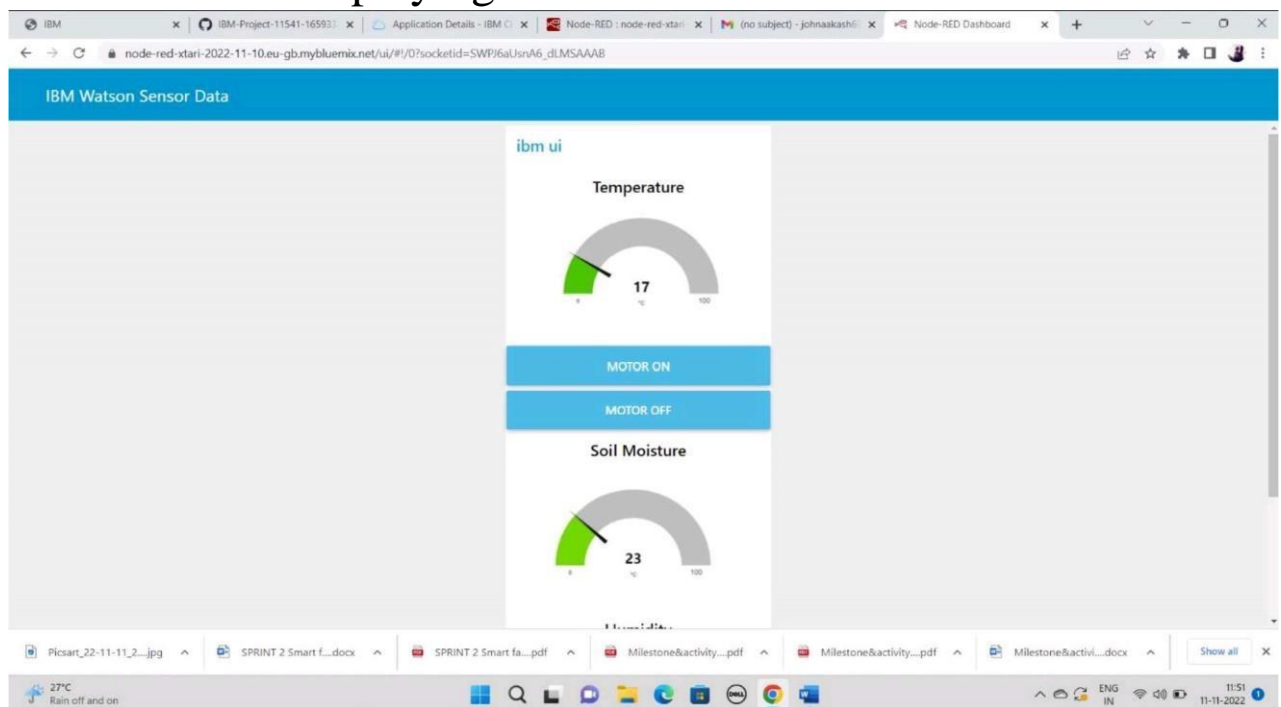 IBM
IBM-Project-11541-16593
Application Details - IBM C
Node-RED : node-red-xtari
(no subject) - johnaakash6
Node-RED Dashboard
node-red-xtari-2022-11-10.eu-gb.mybluemix.net/ui/#!/0?socketid=SWPJ6aUsnA6_dLMSAAAB
IBM Watson Sensor Data
ibm ui
Temperature
17
°C
100
MOTOR ON
MOTOR OFF
Soil Moisture
23
°C
100
Picsart_22-11-11_2....jpg
SPRINT 2 Smart f....docx
SPRINT 2 Smart fa....pdf
Milestone&activity....pdf
Milestone&activity....pdf
Milestone&activi....docx
Show all
27°C
Rain off and on
DELL
ENG
IN
11:51
11-11-2022